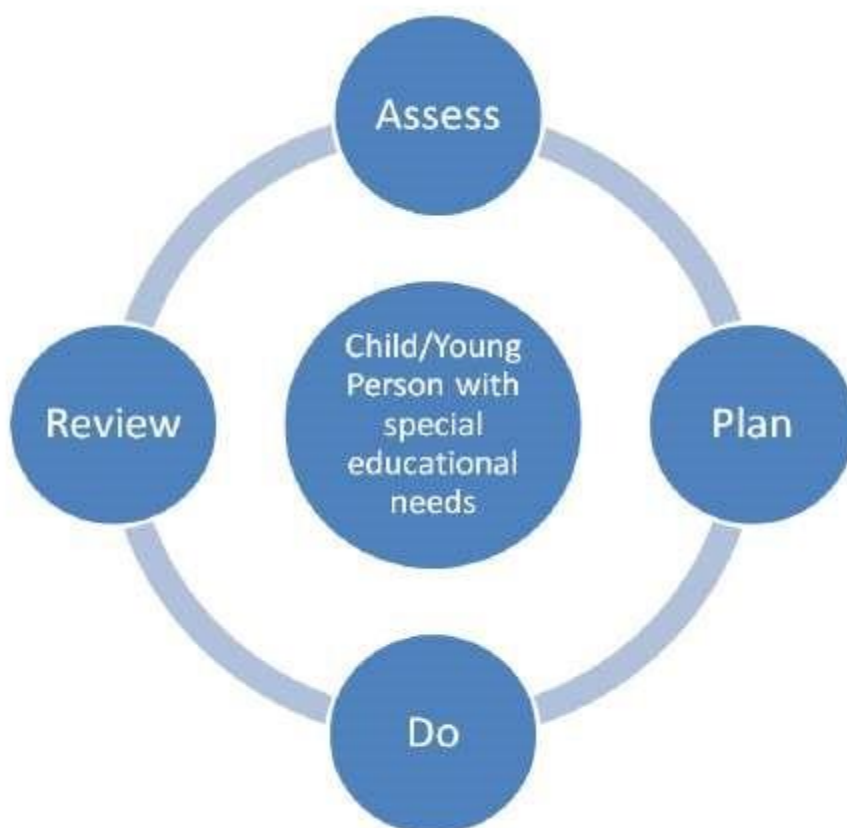 Assess
Child/Young
Person with
special
educational
needs
Review
Plan
Do